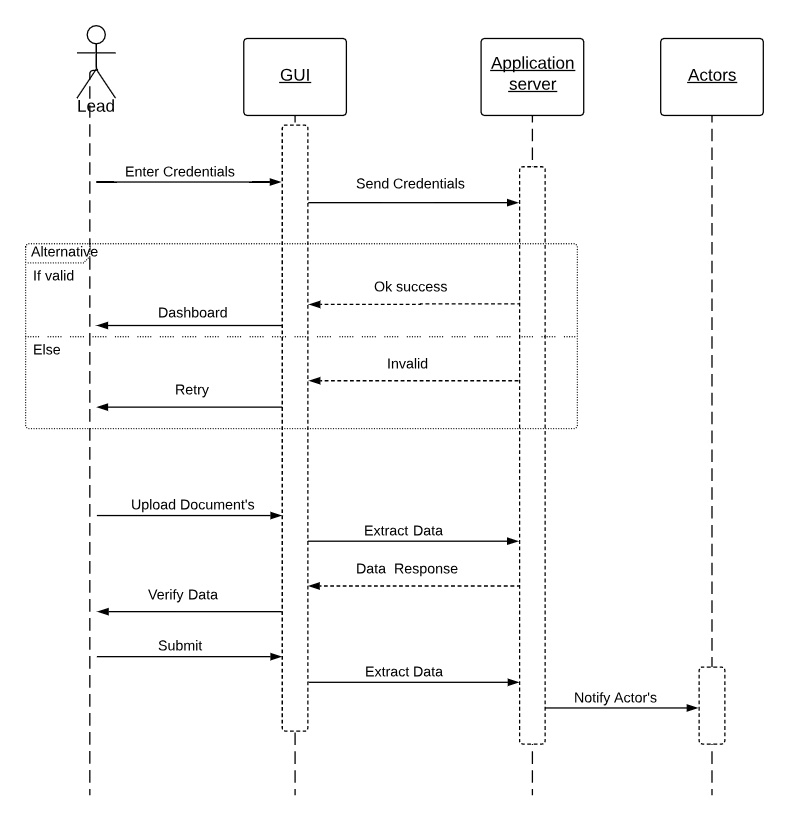 Lead
GUI
Application
server
Actors
Enter Credentials
Send Credentials
Alternative
If valid
Ok success
Dashboard
Else
Invalid
Retry
Upload Document's
Extract Data
Data Response
Verify Data
Submit
Extract Data
Notify Actor's